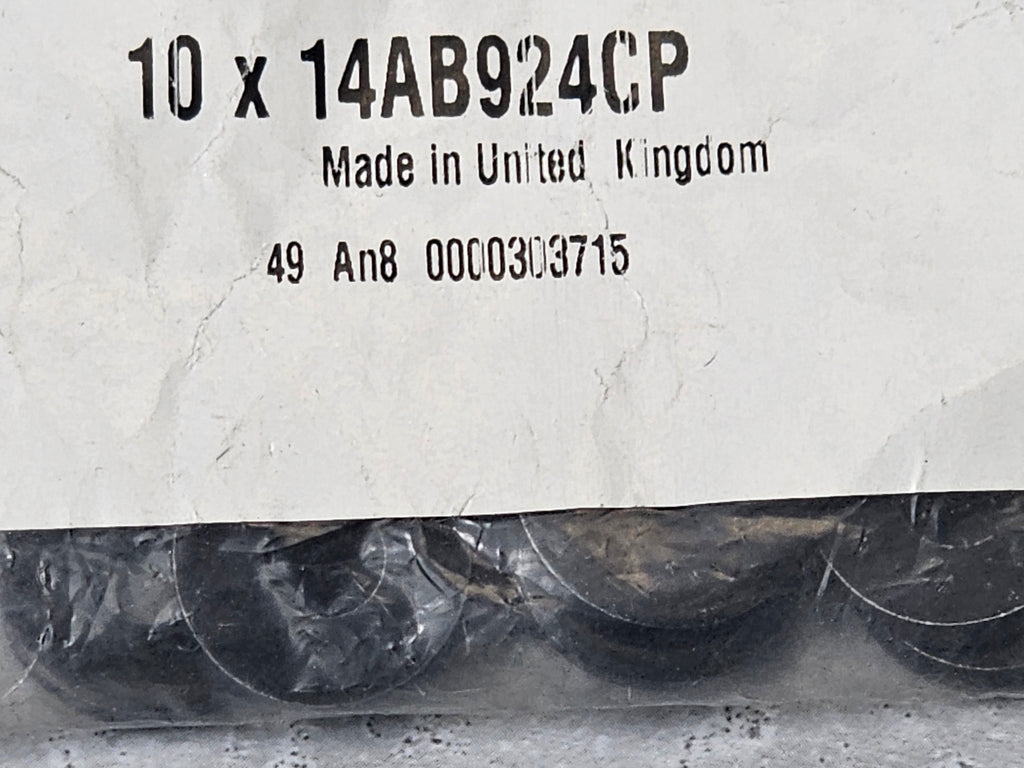 10 x 14AB924CP
Made in United Kingdom
49 An8 0000303715